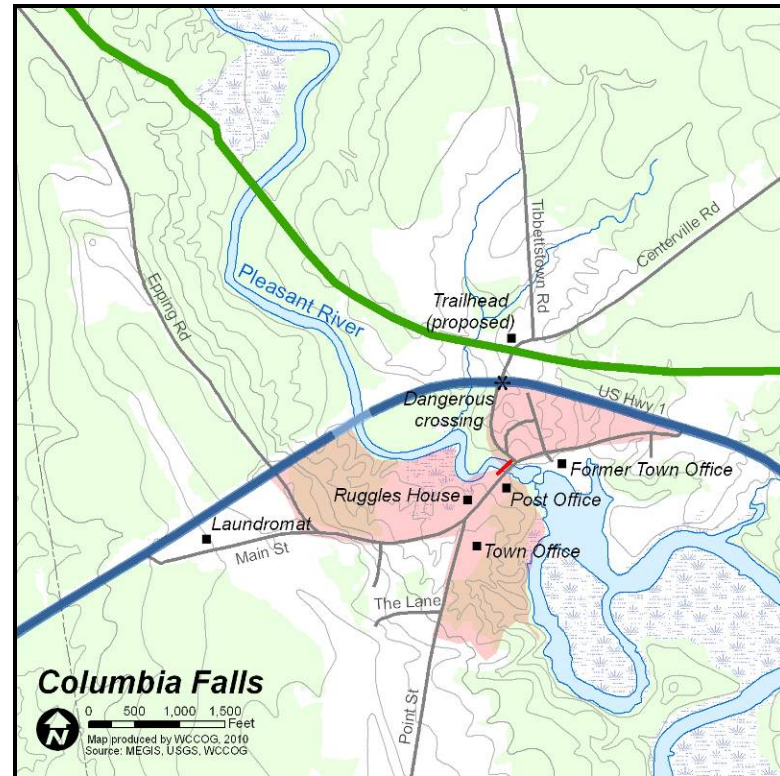 Tibbettstown Rd
Centerville Rd
Epping Rd
Pleasant River
Trailhead
(proposed)
Dangerous
crossing
US Hwy 1
Former Town Office
Ruggles House
Post Office
Laundromat
Main St
Town Office
The Lane
Point St
Columbia Falls
0 500 1,000 1,500
Feet
N
Map produced by WCCOG, 2010
Source: MEGIS, USGS, WCCOG